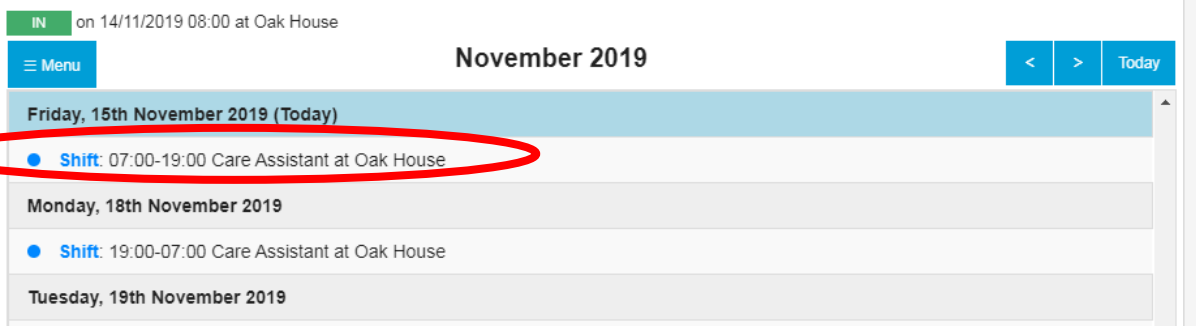 IN on 14/11/2019 08:00 at Oak House
☰ Menu November 2019 < > Today
Friday, 15th November 2019 (Today)
Shift: 07:00-19:00 Care Assistant at Oak House
Monday, 18th November 2019
Shift: 19:00-07:00 Care Assistant at Oak House
Tuesday, 19th November 2019